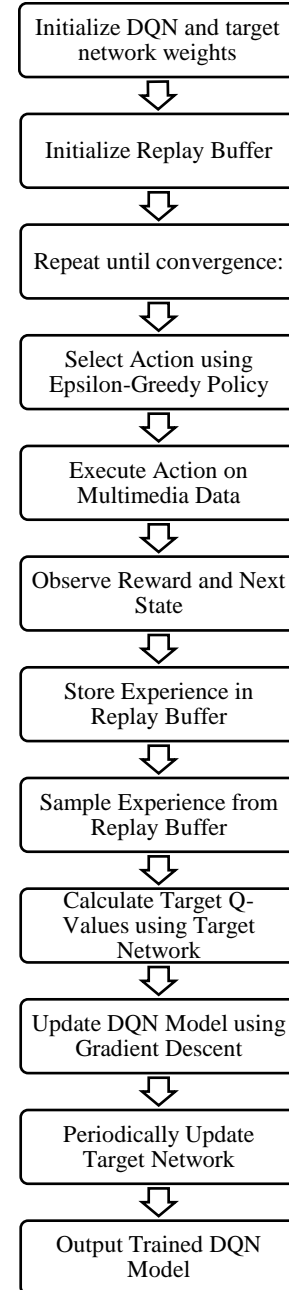 Initialize DQN and target
network weights
Initialize Replay Buffer
Repeat until convergence:
Select Action using
Epsilon-Greedy Policy
Execute Action on
Multimedia Data
Observe Reward and Next
State
Store Experience in
Replay Buffer
Sample Experience from
Replay Buffer
Calculate Target Q-
Values using Target
Network
Update DQN Model using
Gradient Descent
Periodically Update
Target Network
Output Trained DQN
Model